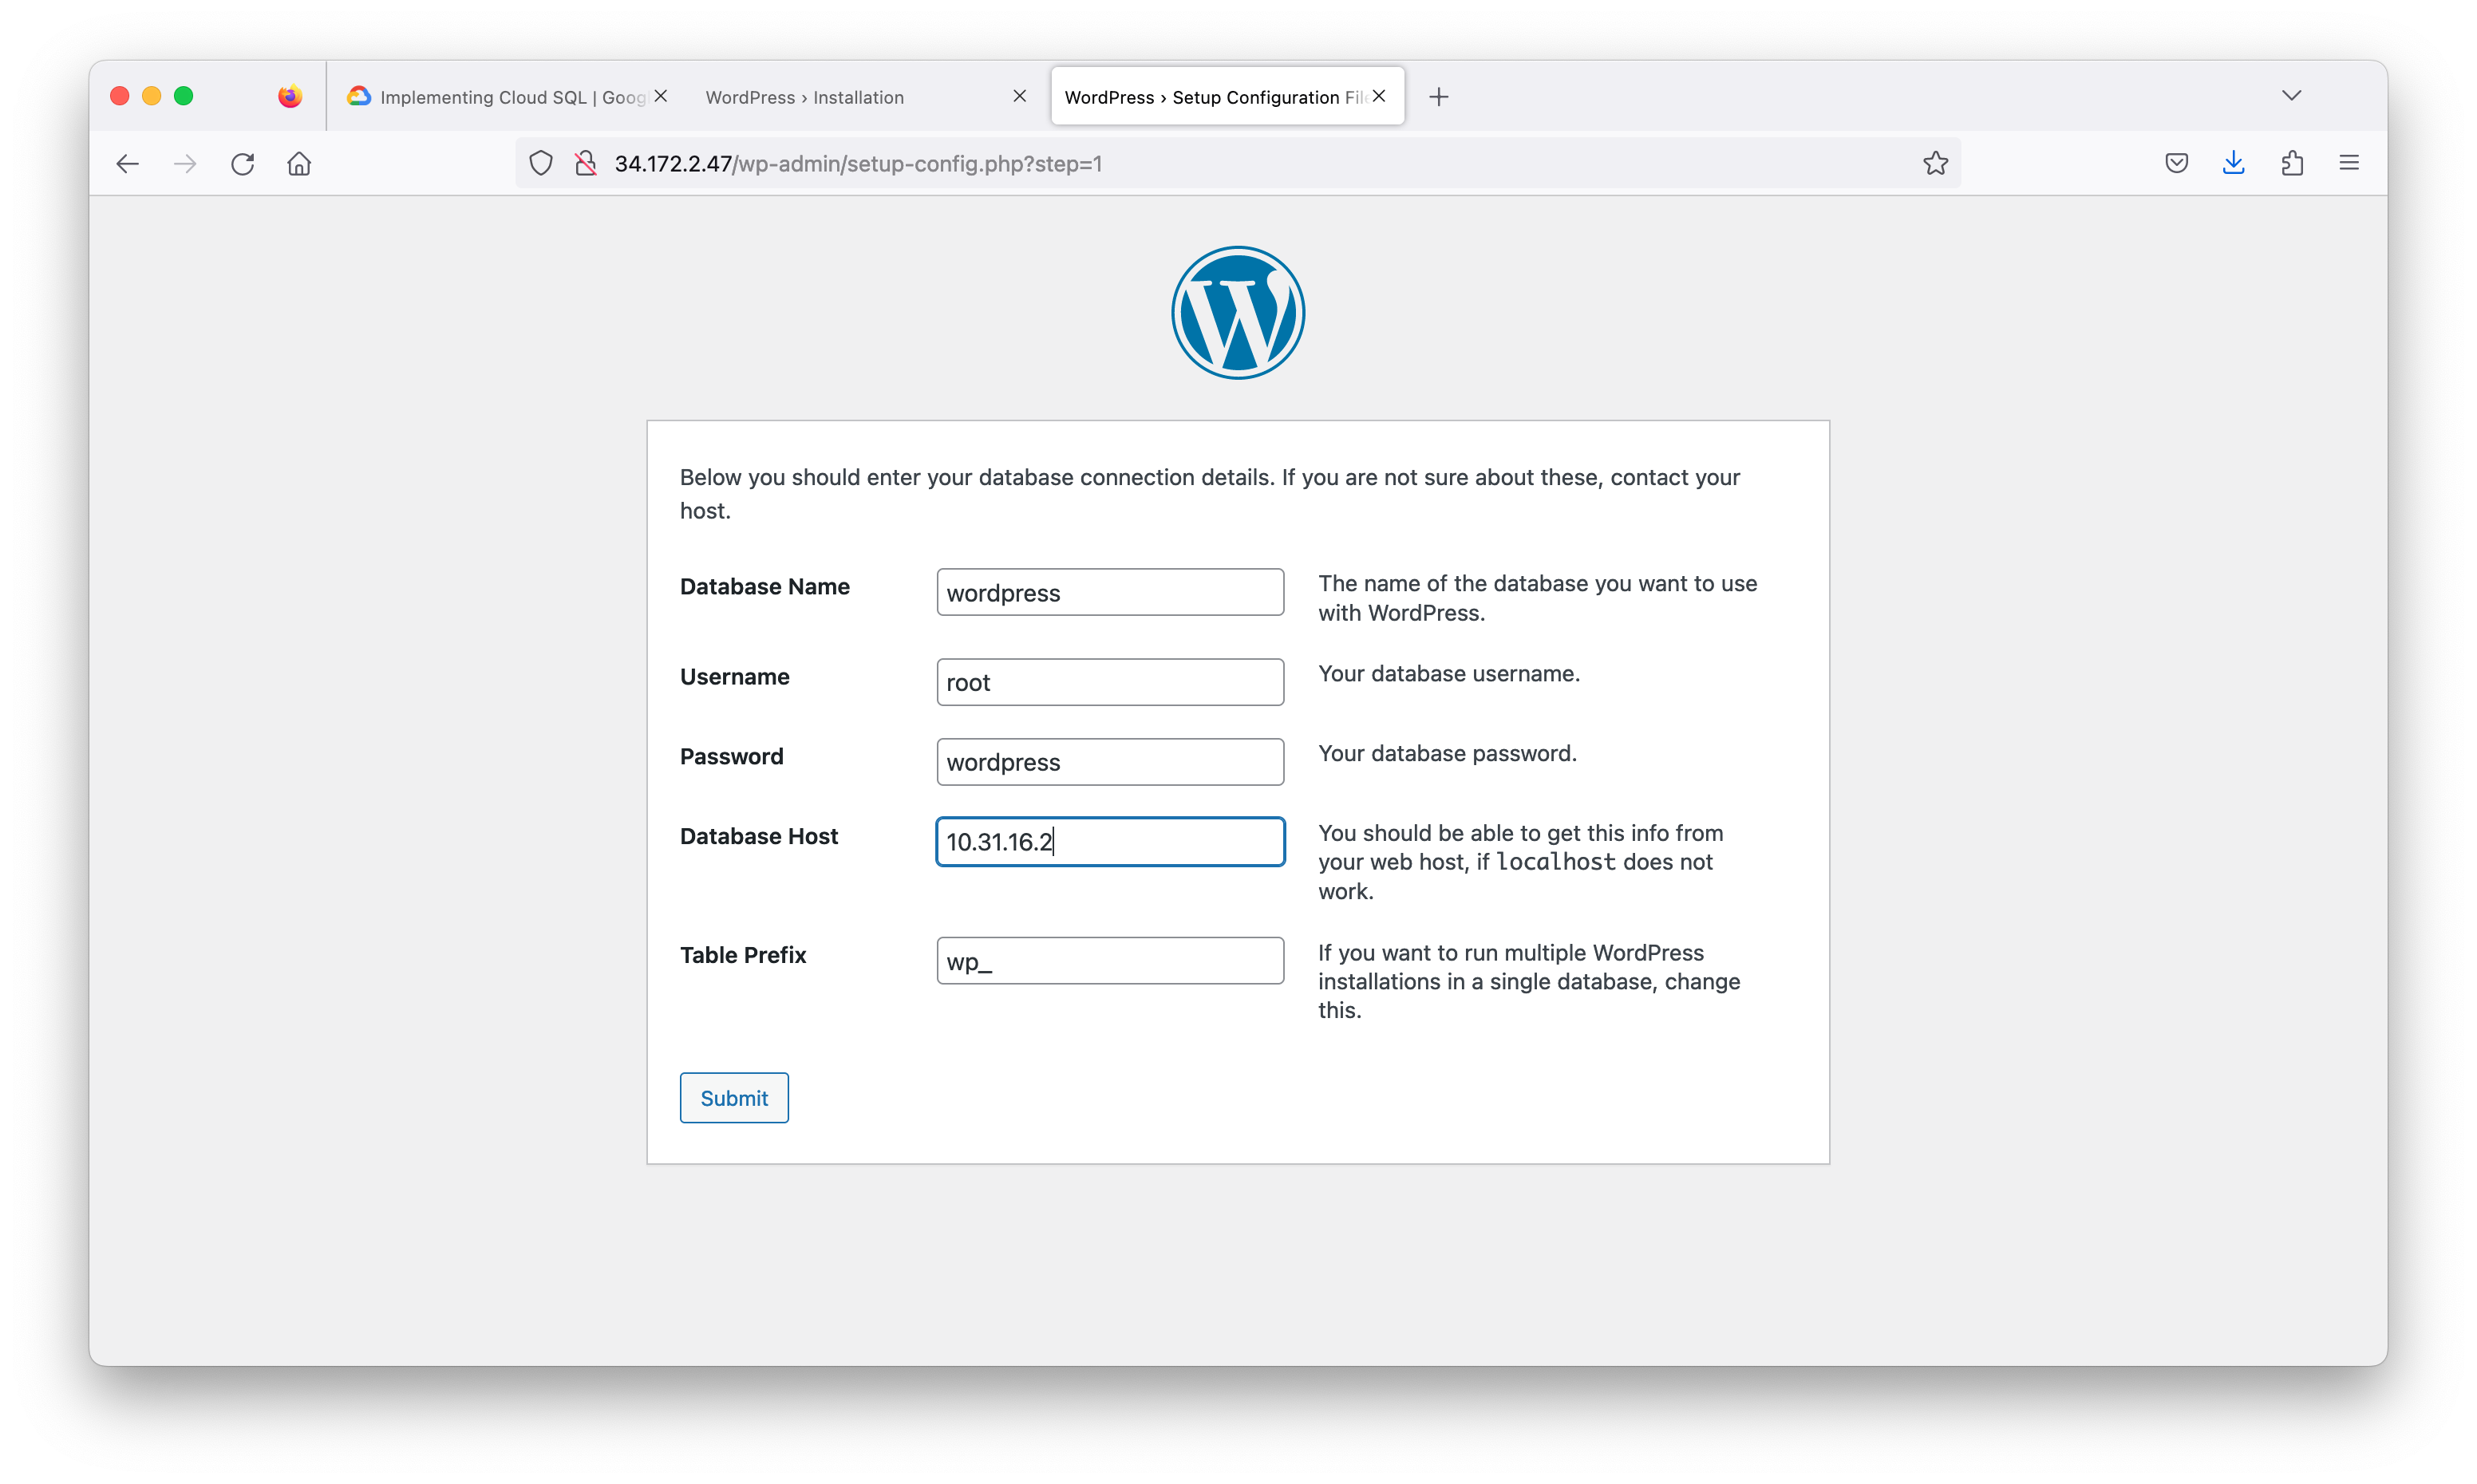 Implementing Cloud SQL | Goog
WordPress › Installation
WordPress › Setup Configuration File
34.172.2.47/wp-admin/setup-config.php?step=1
Below you should enter your database connection details. If you are not sure about these, contact your
host.
Database Name
wordpress
The name of the database you want to use
with WordPress.
Username
root
Your database username.
Password
wordpress
Your database password.
Database Host
10.31.16.2
You should be able to get this info from
your web host, if localhost does not
work.
Table Prefix
wp_
If you want to run multiple WordPress
installations in a single database, change
this.
Submit